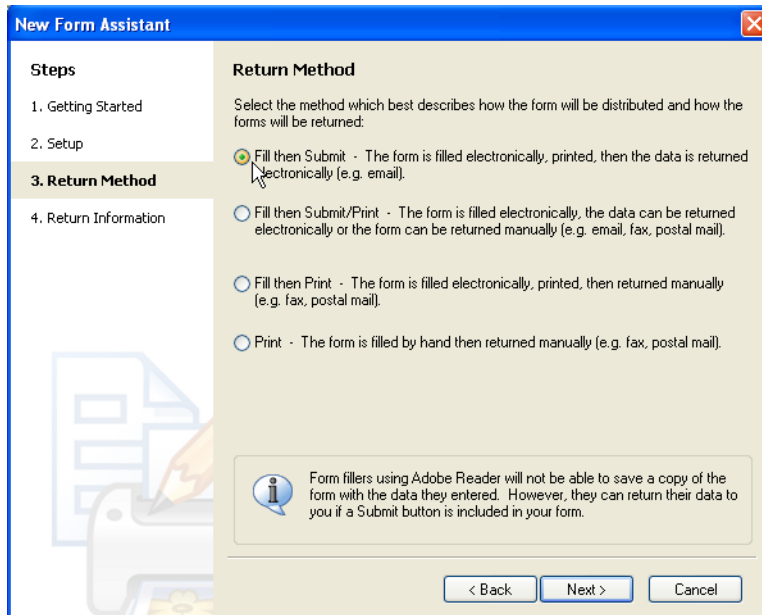 New Form Assistant
Steps
1. Getting Started
2. Setup
3. Return Method
4. Return Information
Return Method
Select the method which best describes how the form will be distributed and how the
forms will be returned:
Fill then Submit - The form is filled electronically, printed, then the data is returned
electronically (e.g. email).
Fill then Submit/Print - The form is filled electronically, the data can be returned
electronically or the form can be returned manually (e.g. email, fax, postal mail).
Fill then Print - The form is filled electronically, printed, then returned manually
(e.g. fax, postal mail).
Print - The form is filled by hand then returned manually (e.g. fax, postal mail).
Form fillers using Adobe Reader will not be able to save a copy of the
form with the data they entered. However, they can return their data to
you if a Submit button is included in your form.
< Back Next > Cancel